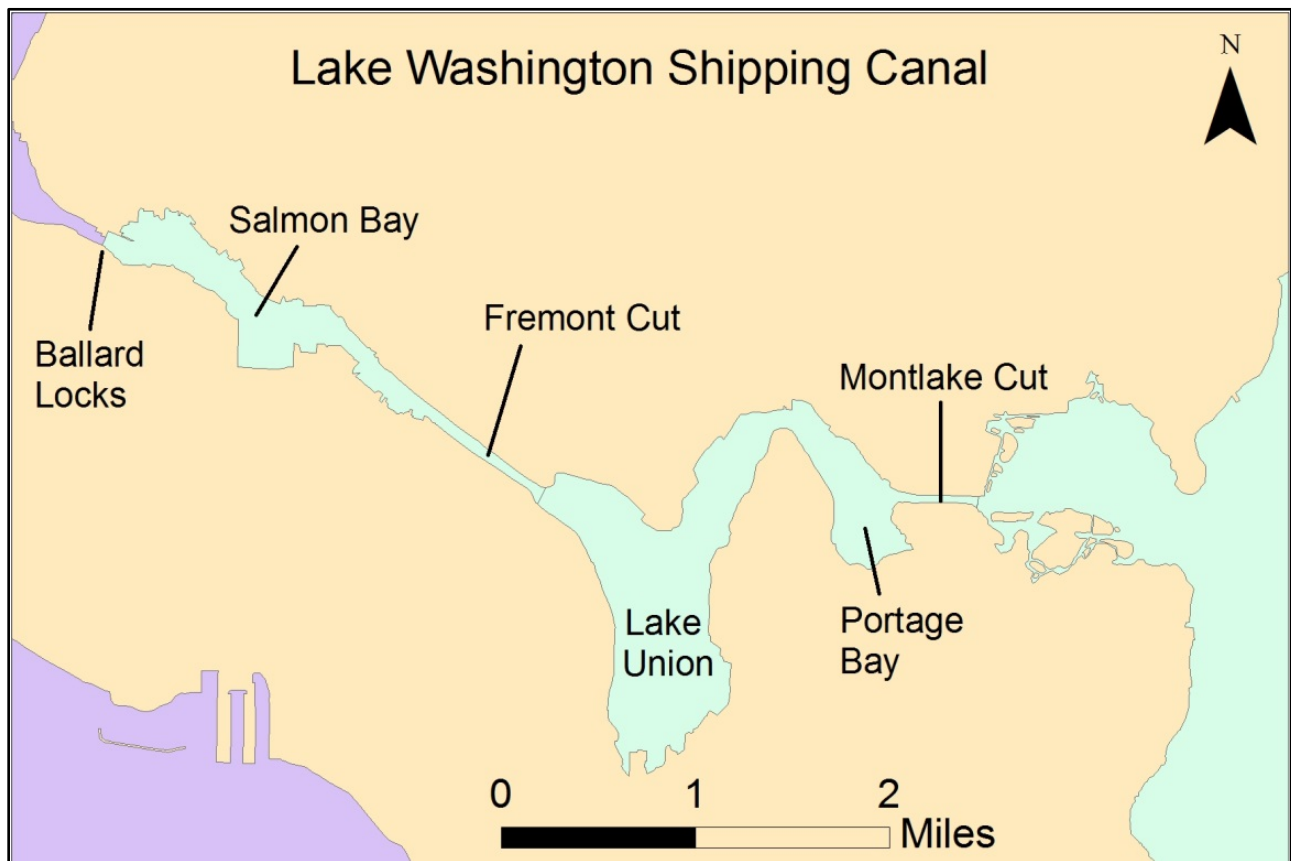 Lake Washington Shipping Canal
N
Salmon Bay
Fremont Cut
Ballard
Locks
Montlake Cut
Lake
Union
Portage
Bay
0 1 2
Miles